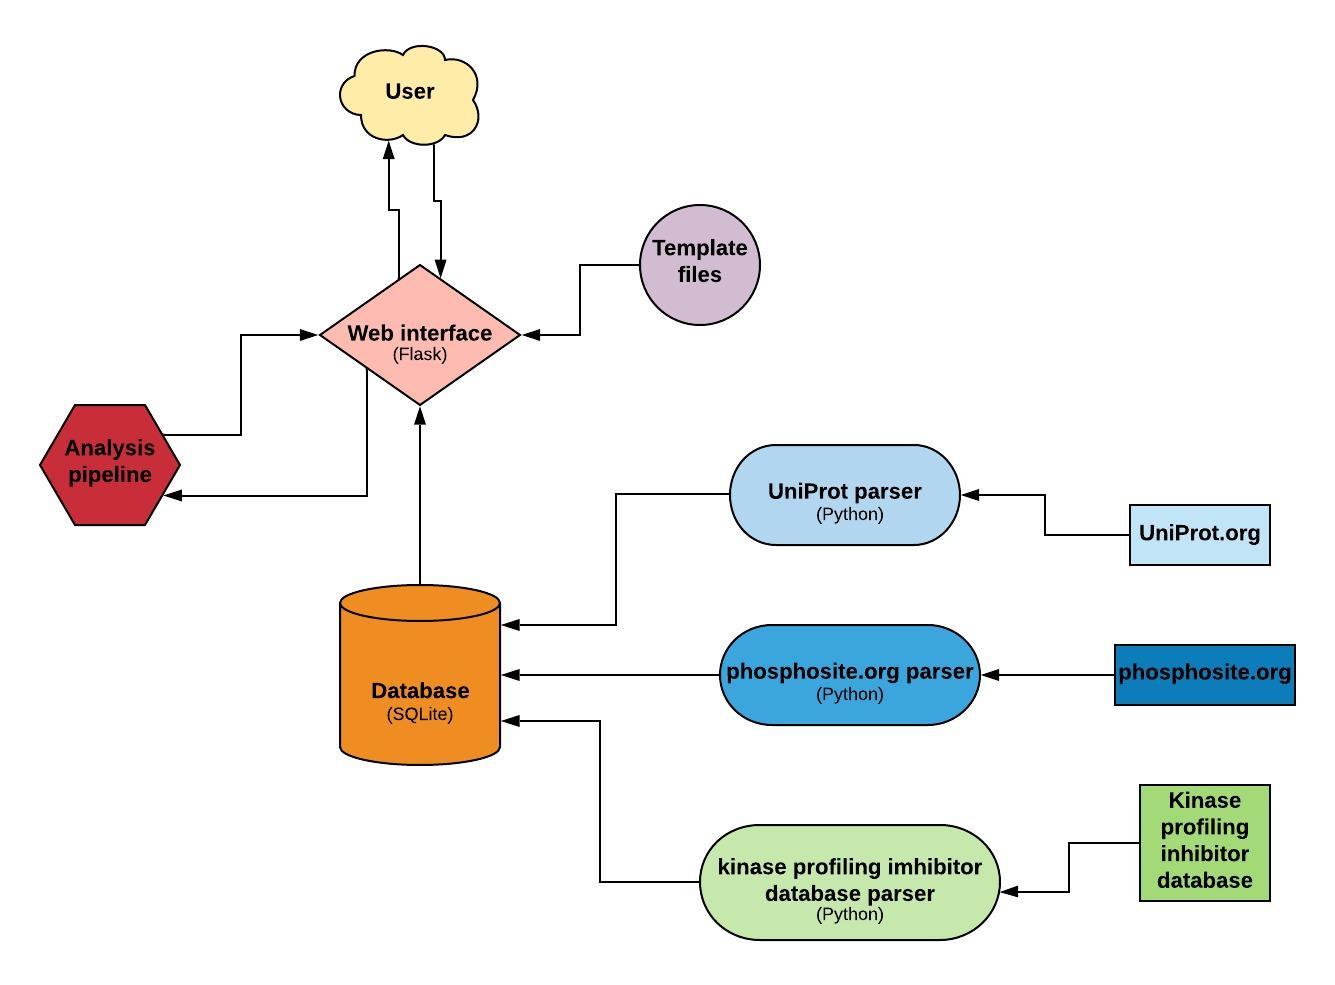 User
Template
files
Web interface
(Flask)
Analysis
pipeline
UniProt parser
(Python)
UniProt.org
phosphosite.org parser
(Python)
phosphosite.org
Database
(SQLite)
Kinase
profiling
inhibitor
database
kinase profiling imhibitor
database parser
(Python)